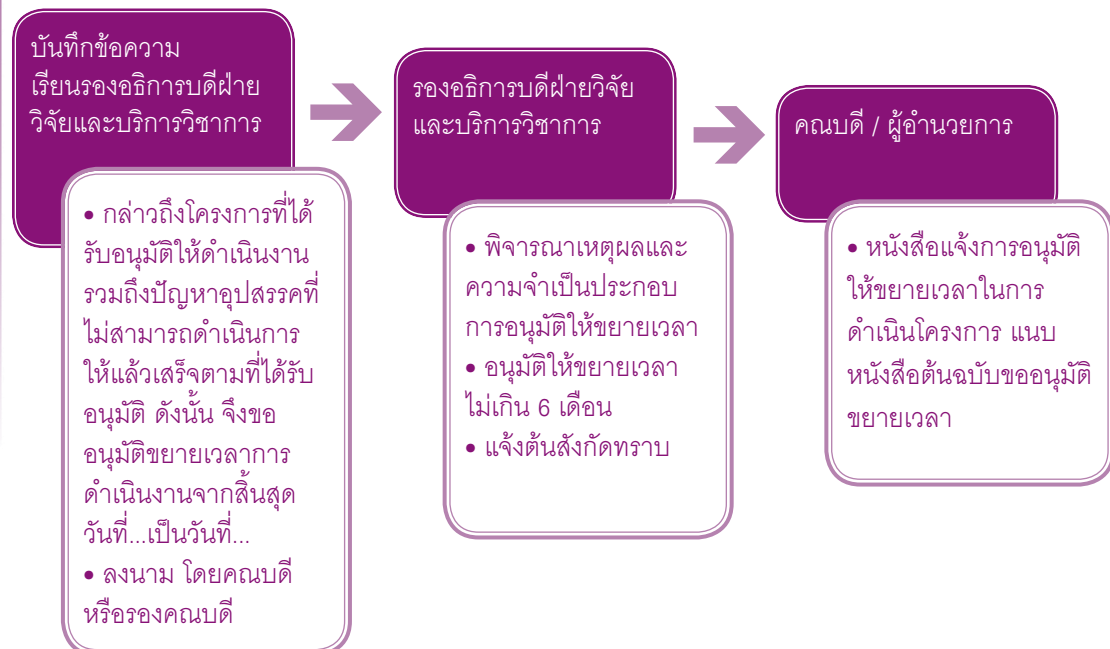 บันทึกข้อความ
เรียนรองอธิการบดีฝ่าย
วิจัยและบริการวิชาการ
• กล่าวถึงโครงการที่ได้
รับอนุมัติให้ดำเนินงาน
รวมถึงปัญหาอุปสรรคที่
ไม่สามารถดำเนินการ
ให้แล้วเสร็จตามที่ได้รับ
อนุมัติ ดังนั้น จึงขอ
อนุมัติขยายเวลาการ
ดำเนินงานจากสิ้นสุด
วันที่...เป็นวันที่...
• ลงนาม โดยคณบดี
หรือรองคณบดี
รองอธิการบดีฝ่ายวิจัย
และบริการวิชาการ
• พิจารณาเหตุผลและ
ความจำเป็นประกอบ
การอนุมัติให้ขยายเวลา
• อนุมัติให้ขยายเวลา
ไม่เกิน 6 เดือน
• แจ้งต้นสังกัดทราบ
คณบดี / ผู้อำนวยการ
• หนังสือแจ้งการอนุมัติ
ให้ขยายเวลาในการ
ดำเนินโครงการ แนบ
หนังสือต้นฉบับขออนุมัติ
ขยายเวลา